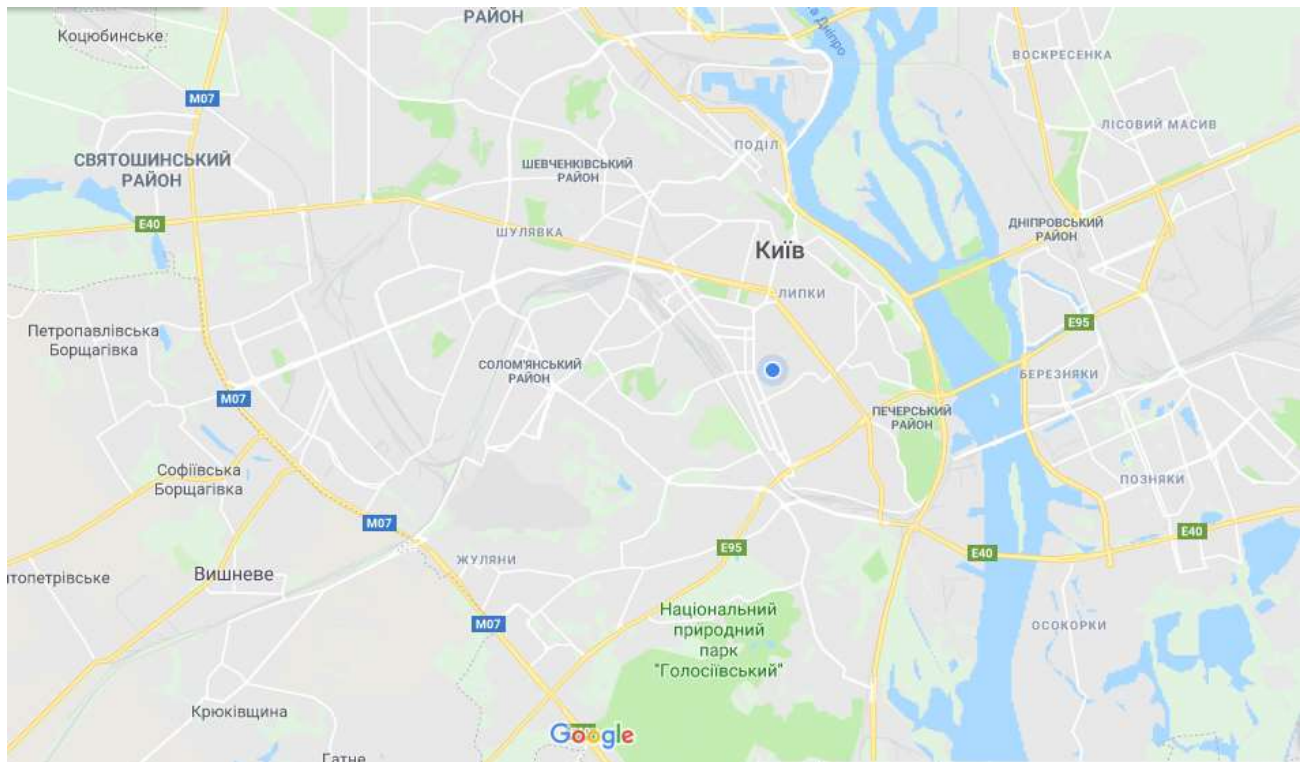 РАЙОН
Коцюбинське
а Дніпро
ВОСКРЕСЕНКА
M07
ЛІСОВИЙ МАСИВ
ПОДІЛ
СВЯТОШИНСЬКИЙ
РАЙОН
ШЕВЧЕНКІВСЬКИЙ
РАЙОН
E40
ШУЛЯВКА
ДНІПРОВСЬКИЙ
РАЙОН
Київ
ЛИПКИ
E95
Петропавлівська
Борщагівка
СОЛОМ'ЯНСЬКИЙ
РАЙОН
БЕРЕЗНЯКИ
M07
ПЕЧЕРСЬКИЙ
РАЙОН
Софіївська
Борщагівка
ПОЗНЯКИ
M07
E40
E95
E40
ЖУЛЯНИ
Вишневе
итопетрівське
Національний
природний
парк
"Голосіївський"
M07
ОСОКОРКИ
Крюківщина
Google
Гатне